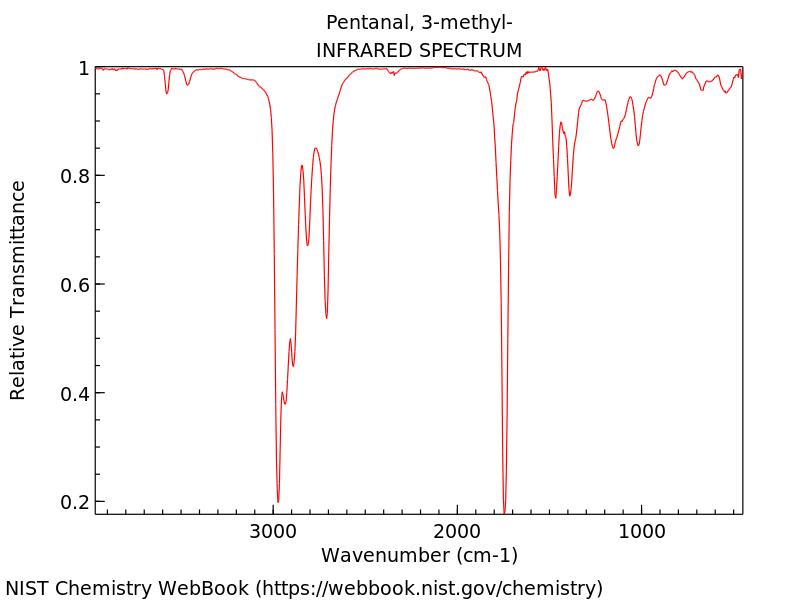 Pentanal, 3-methyl-
INFRARED SPECTRUM
1
0.8
0.6
0.4
0.2
Relative Transmittance
3000 2000 1000
Wavenumber (cm-1)
NIST Chemistry WebBook (https://webbook.nist.gov/chemistry)